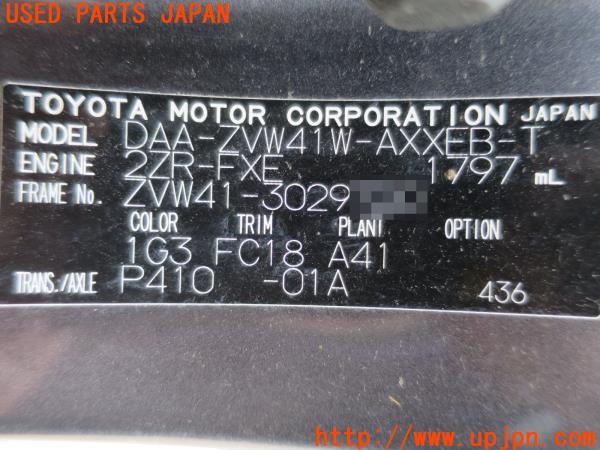 USED PARTS JAPAN
TOYOTA MOTOR CORPORATION JAPAN
MODEL DAA-ZVW41W-AXXEB-T
ENGINE 2ZR-FXE 1797 mL
FRAME No. ZVW41-3029
COLOR TRIM PLANT OPTION
1G3 FC18 A41
TRANS./AXLE P410 -01A 436
http://www.upjpn.com